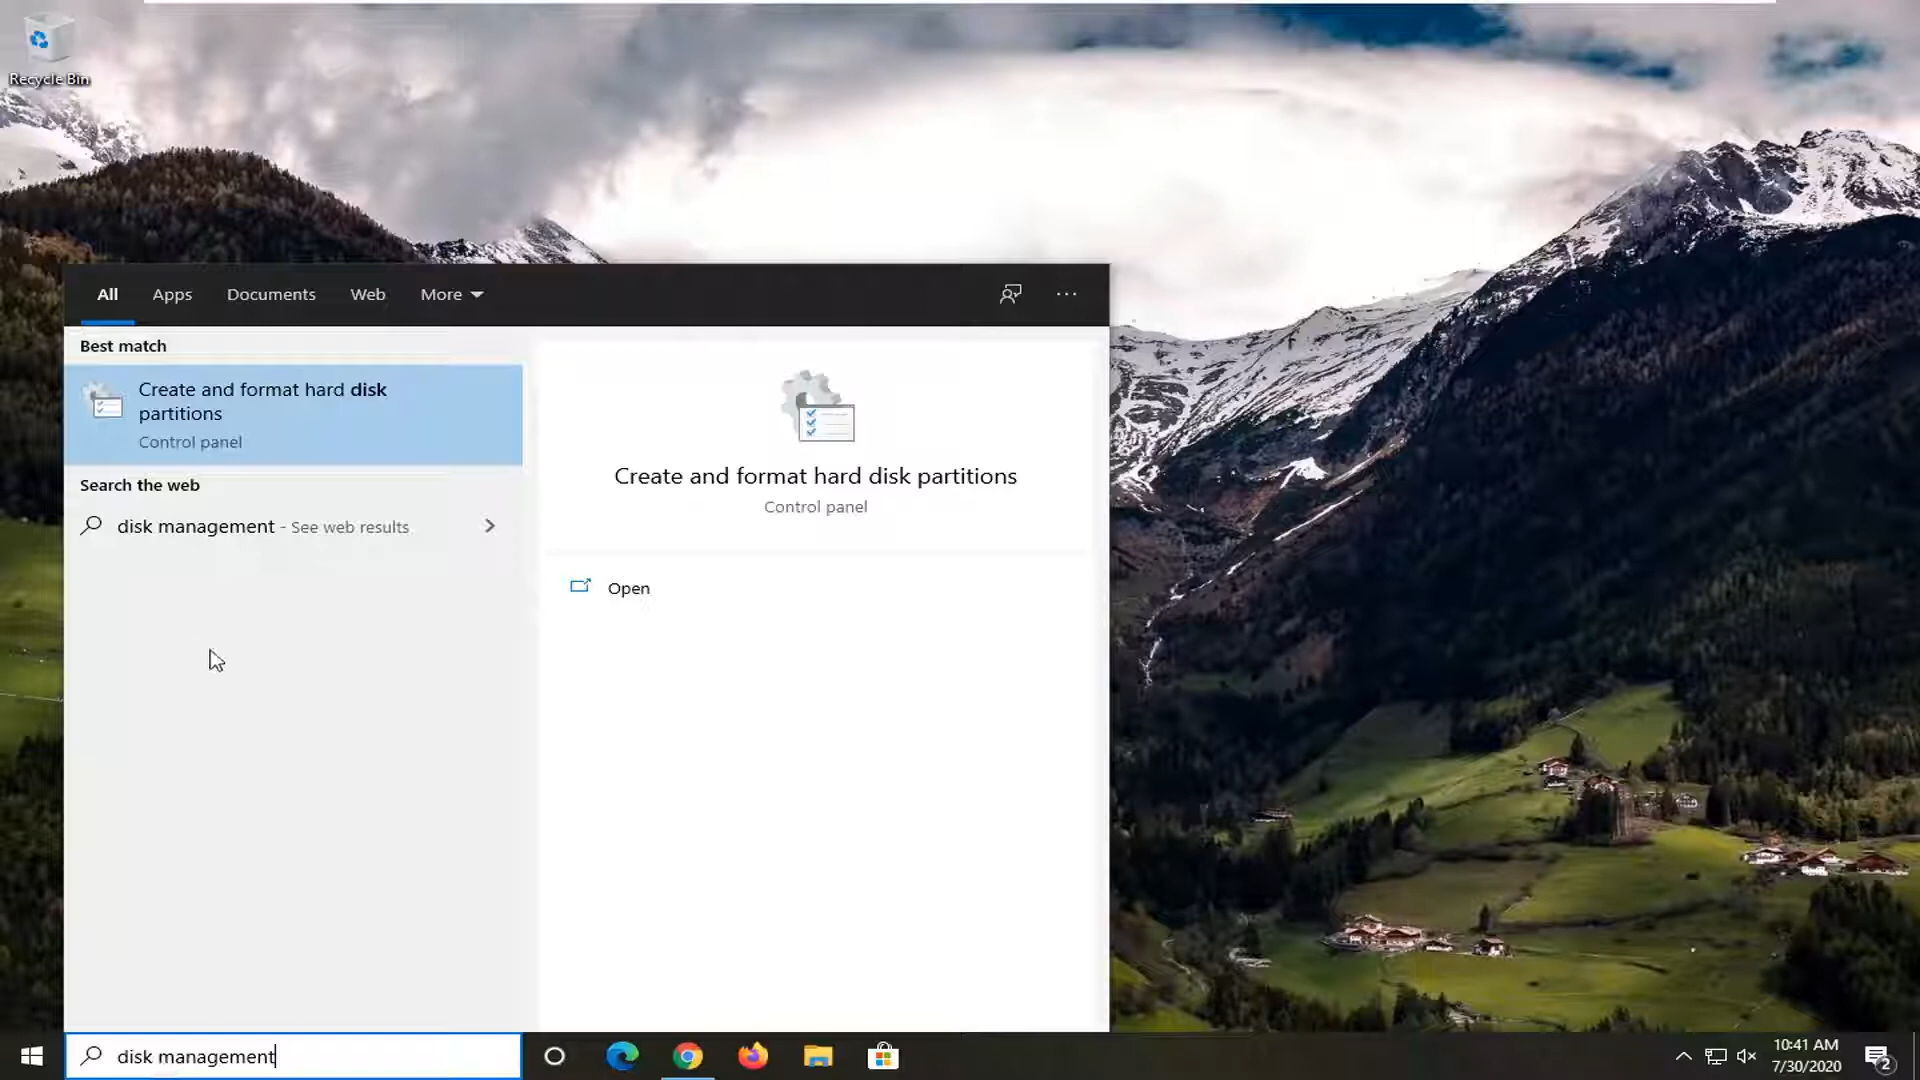 Recycle Bin
All Apps Documents Web More
Best match
Create and format hard disk
partitions
Control panel
Search the web
disk management - See web results
Create and format hard disk partitions
Control panel
Open
disk management
10:41 AM
7/30/2020
2